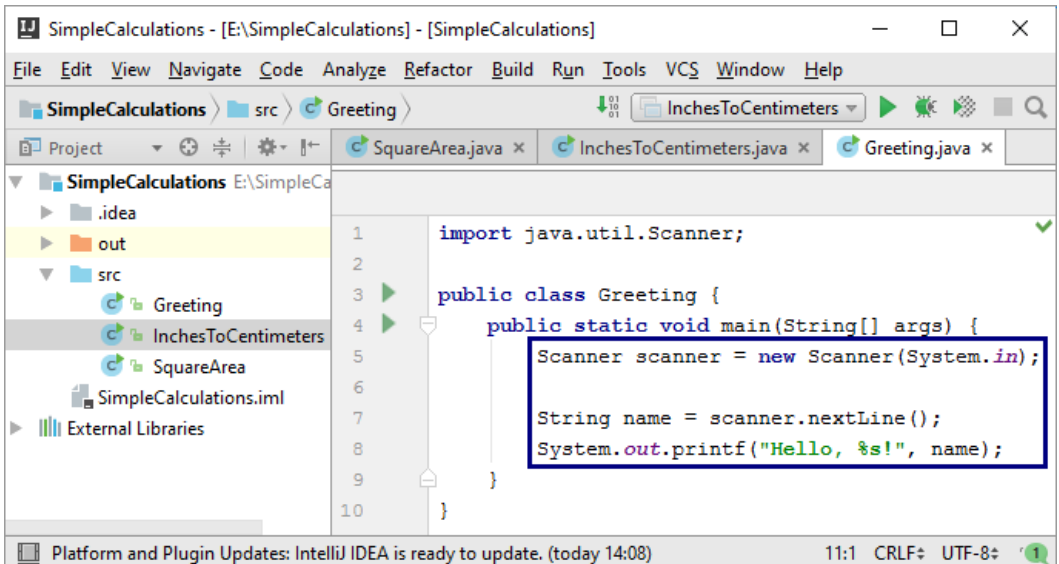 SimpleCalculations - [E:\SimpleCalculations] - [SimpleCalculations]
File Edit View Navigate Code Analyze Refactor Build Run Tools VCS Window Help
SimpleCalculations src Greeting InchesToCentimeters
Project
SquareArea.java InchesToCentimeters.java Greeting.java
SimpleCalculations E:\SimpleCa
.idea
out
src
Greeting
InchesToCentimeters
SquareArea
SimpleCalculations.iml
External Libraries
1 import java.util.Scanner;
2
3 public class Greeting {
4 public static void main(String[] args) {
5 Scanner scanner = new Scanner(System.in);
6
7 String name = scanner.nextLine();
8 System.out.printf("Hello, %s!", name);
9 }
10 }
Platform and Plugin Updates: IntelliJ IDEA is ready to update. (today 14:08) 11:1 CRLF UTF-8 1